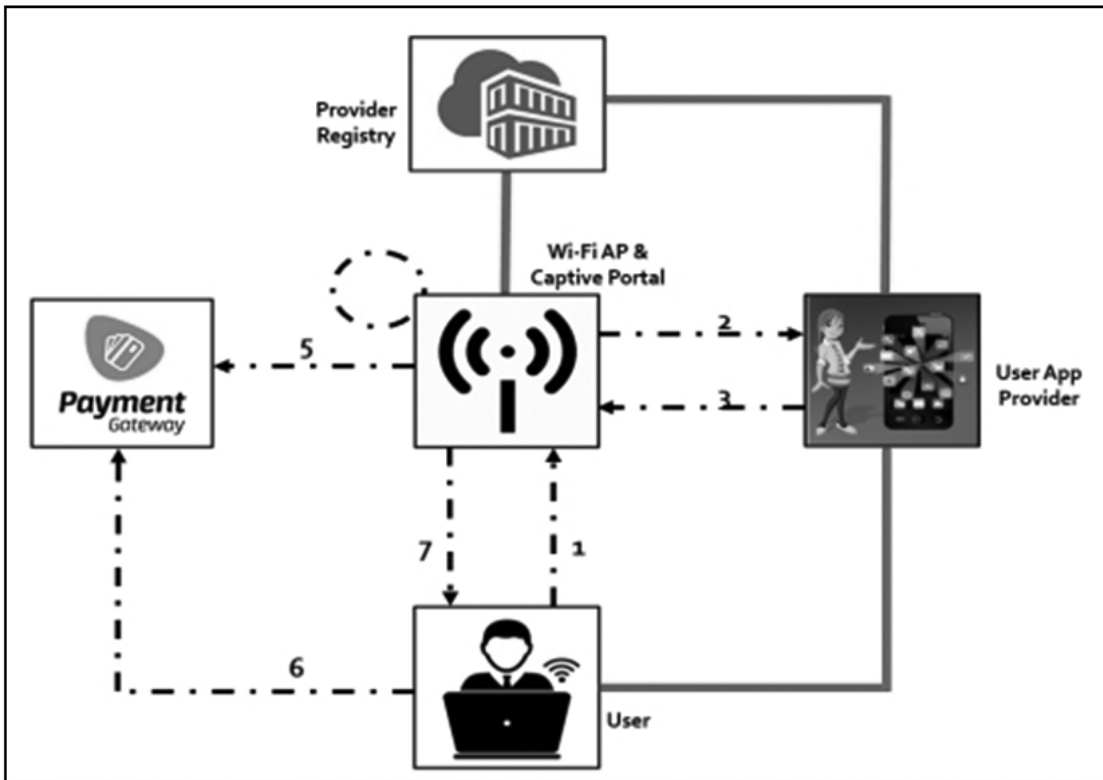 Provider
Registry
Wi-Fi AP &
Captive Portal
2
5
Payment
Gateway
3
User App
Provider
7
1
6
User